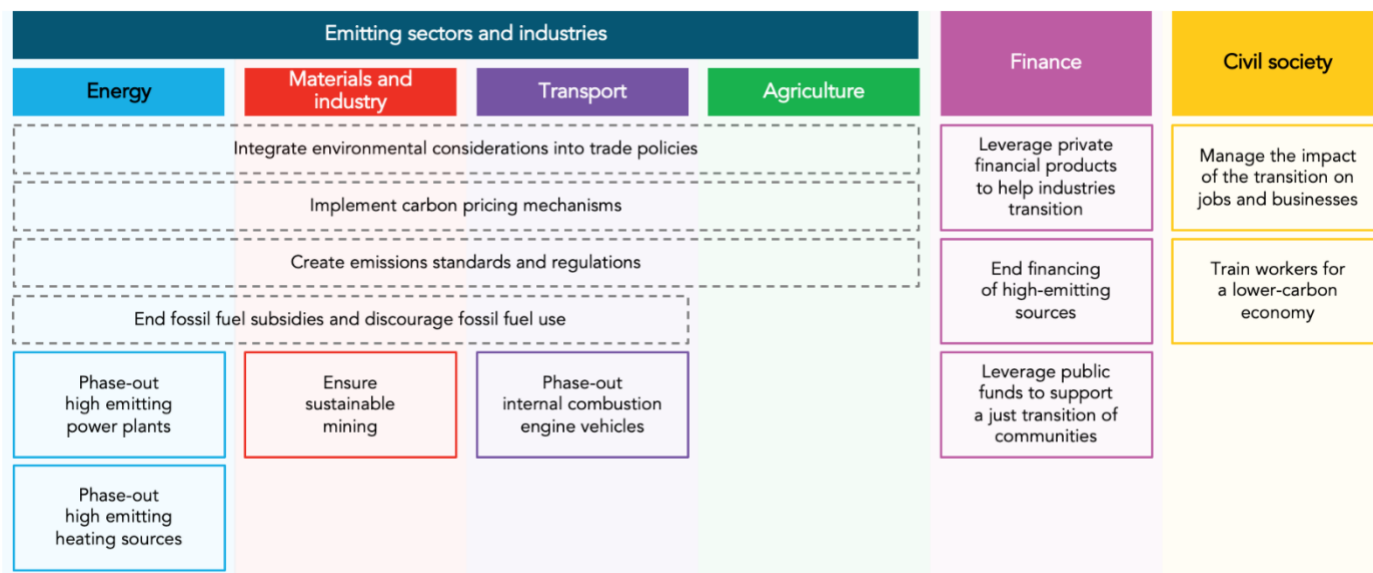 Emitting sectors and industries
Finance
Civil society
Energy
Materials and
industry
Transport
Agriculture
Integrate environmental considerations into trade policies
Implement carbon pricing mechanisms
Create emissions standards and regulations
End fossil fuel subsidies and discourage fossil fuel use
Phase-out
high emitting
power plants
Phase-out
high emitting
heating sources
Ensure
sustainable
mining
Phase-out
internal combustion
engine vehicles
Leverage private
financial products
to help industries
transition
End financing
of high-emitting
sources
Leverage public
funds to support
a just transition of
communities
Manage the impact
of the transition on
jobs and businesses
Train workers for
a lower-carbon
economy